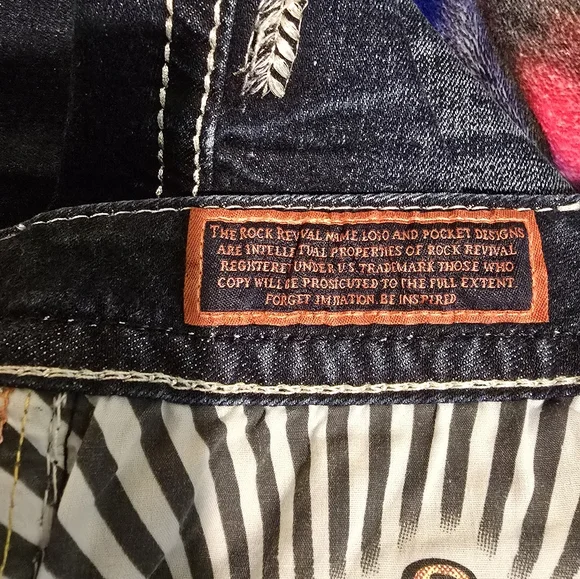 THE ROCK REVIVAL NAME LOGO AND POCKET DESIGNS
ARE INTELLECTUAL PROPERTIES OF ROCK REVIVAL
REGISTERET UNDER U.S. TRADEMARK THOSE WHO
COPY WILL BE PROSICUTED TO THE FULL EXTENT
FORGET IMITATION. BE INSPIRED